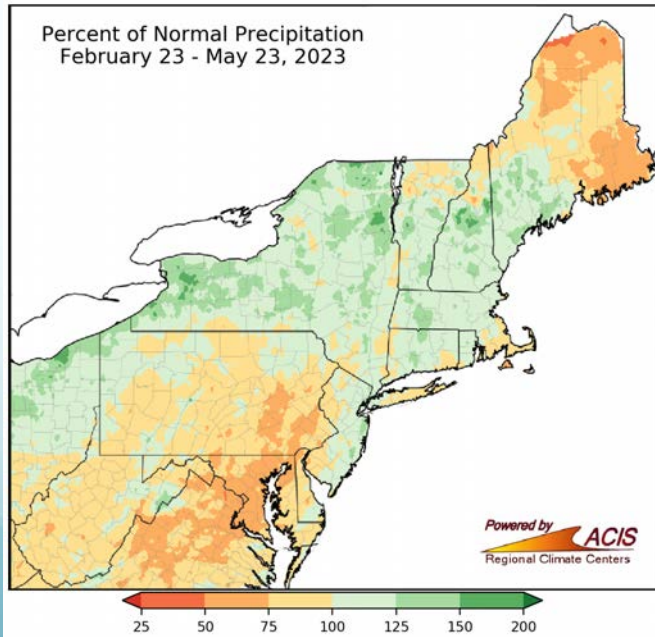 Percent of Normal Precipitation
February 23 - May 23, 2023
Powered by
ACIS
Regional Climate Centers
25 50 75 100 125 150 200